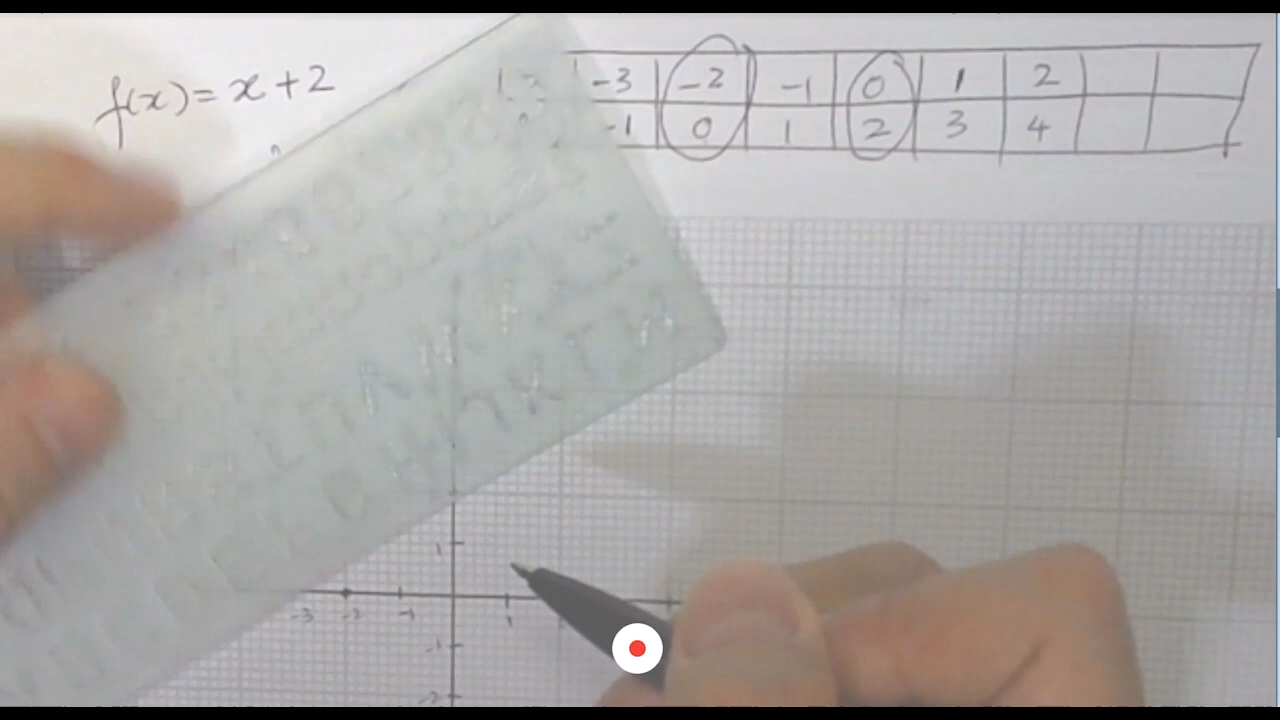 f(x) = x + 2
-3 -2 -1 0 1 2
-1 0 1 2 3 4
1
-3 -2 -1 1
-1
-2